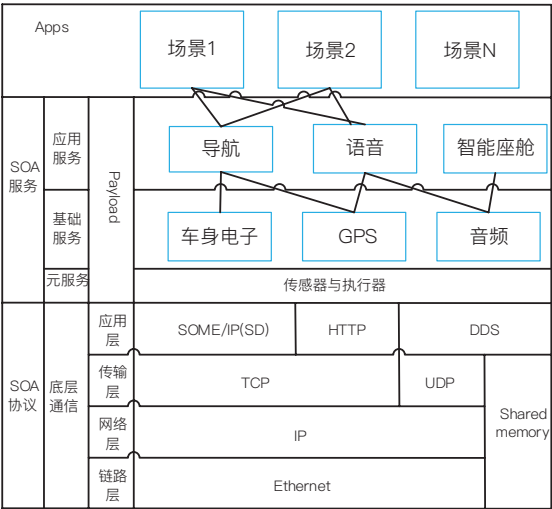 Apps
场景1
场景2
场景N
SOA
服务
应用
服务
Payload
导航
语音
智能座舱
基础
服务
车身电子
GPS
音频
元服务
传感器与执行器
SOA
协议
底层
通信
应用
层
SOME/IP(SD)
HTTP
DDS
传输
层
TCP
UDP
Shared
memory
网络
层
IP
链路
层
Ethernet